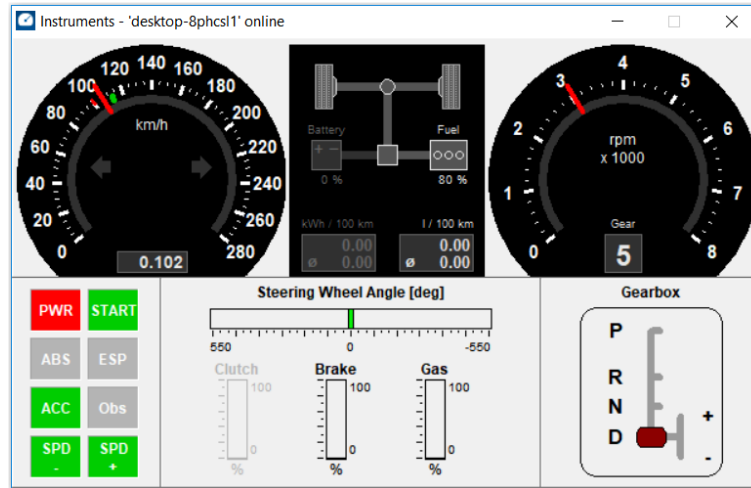 Instruments - 'desktop-8phcsl1' online
0 20 40 60 80 100 120 140 160 180 200 220 240 260 280
km/h
0.102
Battery Fuel
0 % 80 %
kWh / 100 km l / 100 km
0.00 0.00
ø 0.00 ø 0.00
0 1 2 3 4 5 6 7 8
rpm
x 1000
Gear
5
PWR START
ABS ESP
ACC Obs
SPD - SPD +
Steering Wheel Angle [deg]
550 0 -550
Clutch Brake Gas
100 100 100
0 0 0
% % %
Gearbox
P
R
N
D
+
-